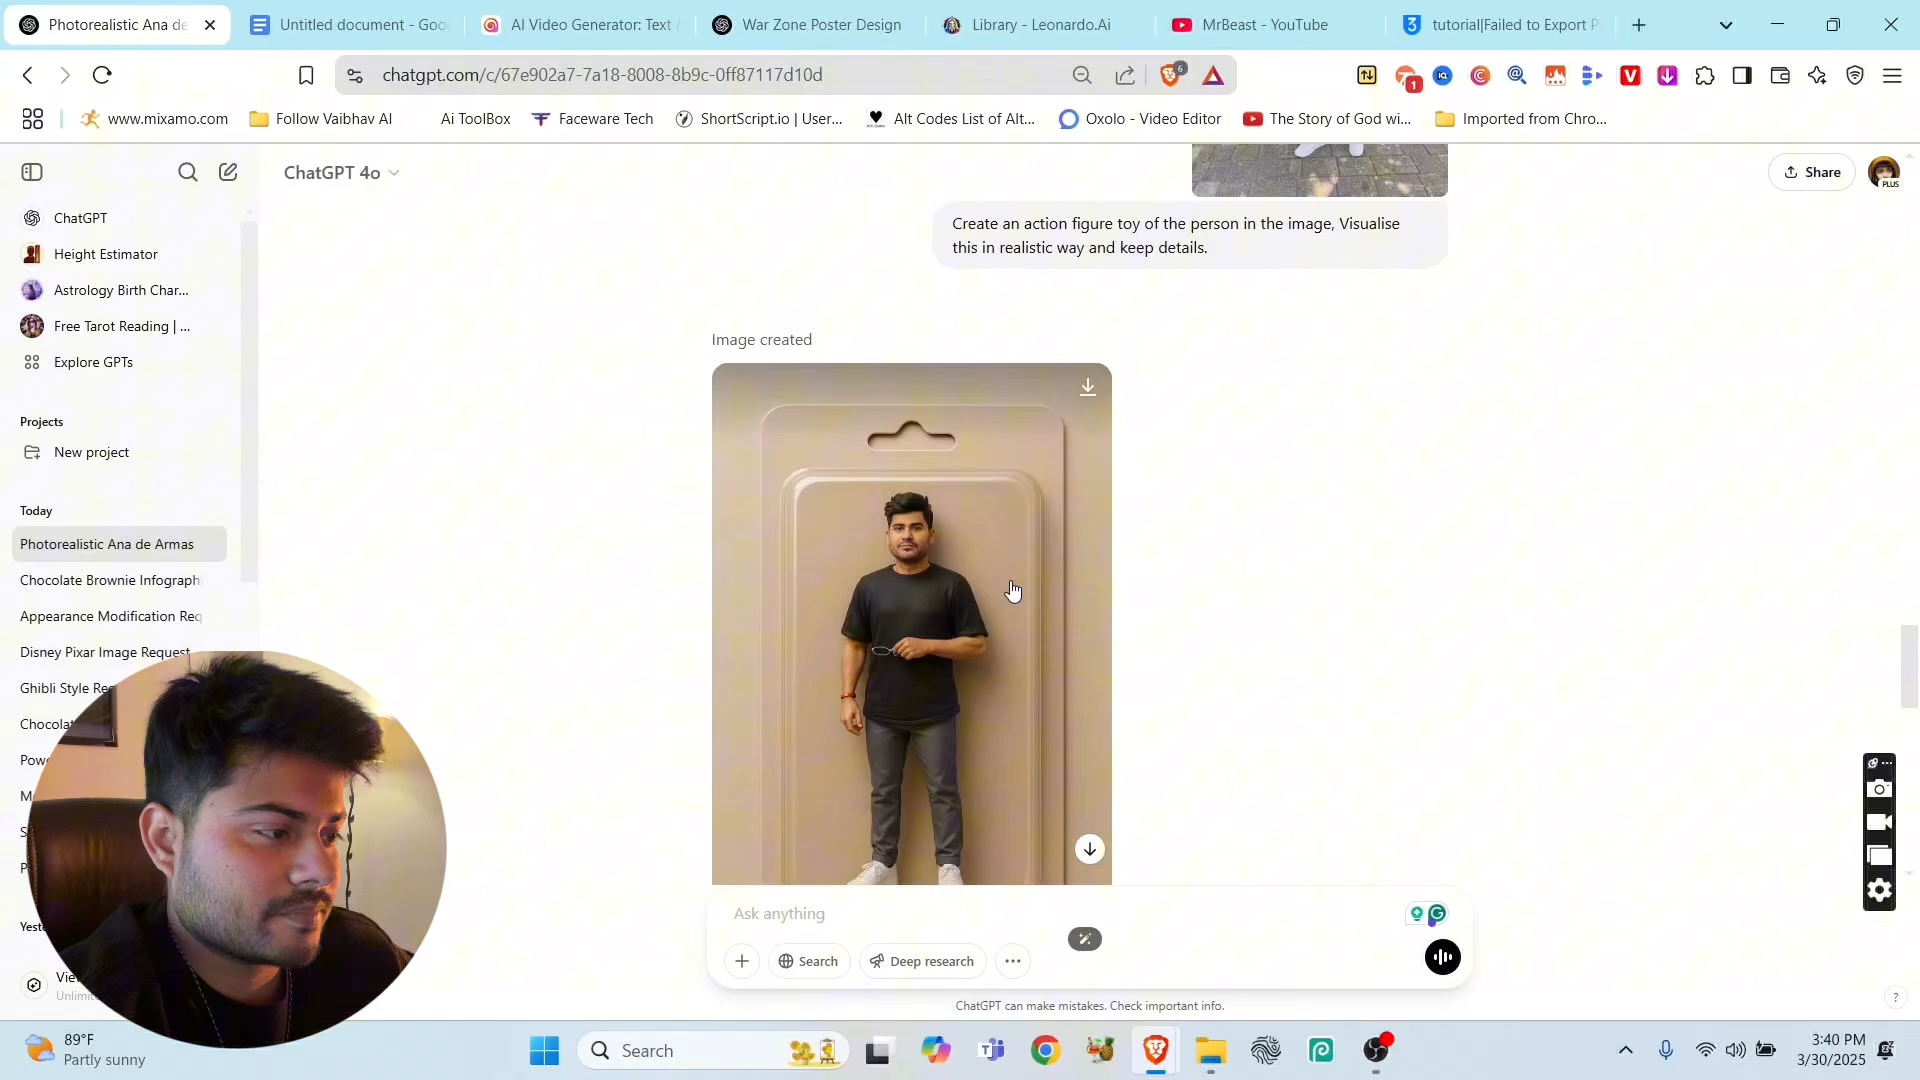 Photorealistic Ana de
Untitled document - Goo
AI Video Generator: Text
War Zone Poster Design
Library - Leonardo.Ai
MrBeast - YouTube
tutorial|Failed to Export P
chatgpt.com/c/67e902a7-7a18-8008-8b9c-0ff87117d10d
6
1
www.mixamo.com
Follow Vaibhav AI
Ai ToolBox
Faceware Tech
ShortScript.io | User...
Alt Codes List of Alt...
Oxolo - Video Editor
The Story of God wi...
Imported from Chro...
ChatGPT 4o
Share
PLUS
ChatGPT
Height Estimator
Astrology Birth Char...
Free Tarot Reading | ...
Explore GPTs
Projects
New project
Today
Photorealistic Ana de Armas
Chocolate Brownie Infograph
Appearance Modification Req
Disney Pixar Image Request
Ghibli Style Re
Chocola
Create an action figure toy of the person in the image, Visualise
this in realistic way and keep details.
Image created
Ask anything
Search
Deep research
ChatGPT can make mistakes. Check important info.
?
89°F
Partly sunny
Search
3:40 PM
3/30/2025